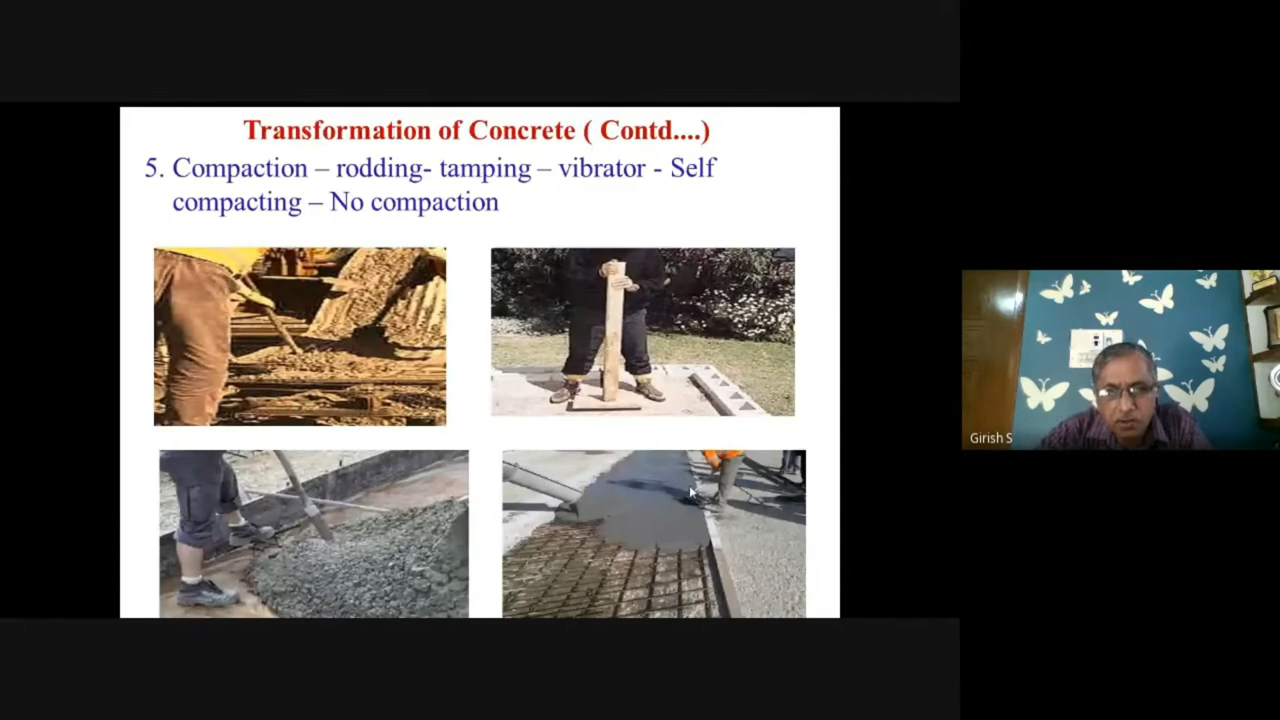 Transformation of Concrete ( Contd....)
5. Compaction – rodding- tamping – vibrator - Self
compacting – No compaction
Girish S